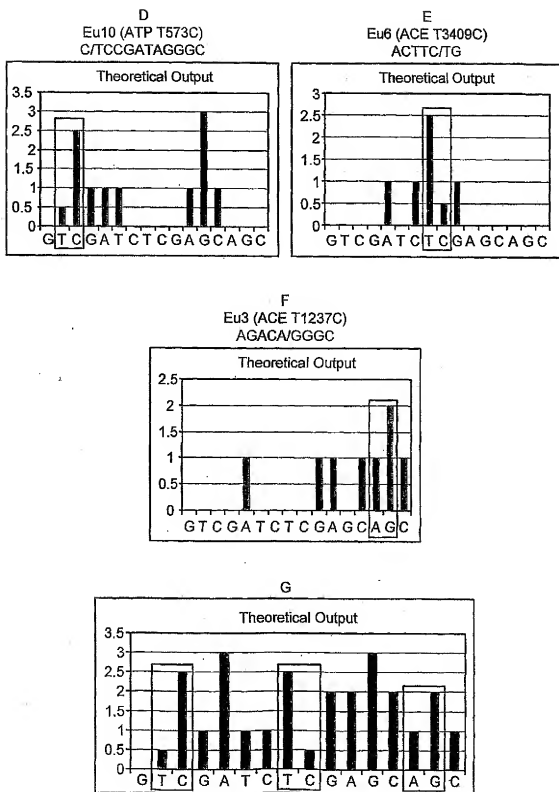 D
Eu10 (ATP T573C)
C/TCCGATAGGGC
Theoretical Output
3.5
3
2.5
2
1.5
1
0.5
0
G T C G A T C T C G A G C A G C
E
Eu6 (ACE T3409C)
ACTTC/TG
Theoretical Output
3
2.5
2
1.5
1
0.5
0
G T C G A T C T C G A G C A G C
F
Eu3 (ACE T1237C)
AGACA/GGGC
Theoretical Output
2.5
2
1.5
1
0.5
0
G T C G A T C T C G A G C A G C
G
Theoretical Output
3.5
3
2.5
2
1.5
1
0.5
0
G T C G A T C T C G A G C A G C